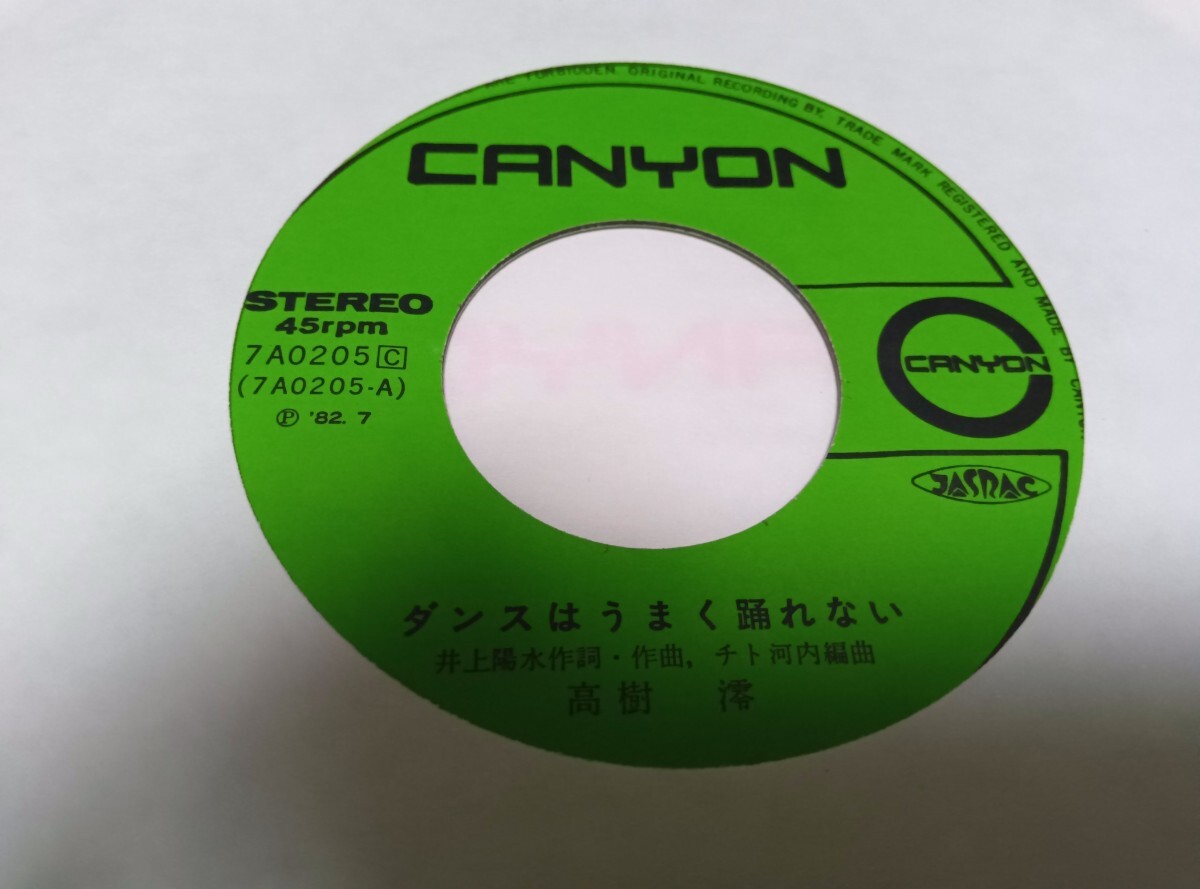 ARE FORBIDDEN. ORIGINAL RECORDING BY, TRADE MARK REGISTERED AND MADE BY CANYON
CANYON
STEREO
45rpm
7A0205 C
(7A0205-A)
Ⓟ '82. 7
CANYON
JASRAC
ダンスはうまく踊れない
井上陽水作詞・作曲, チト河内編曲
高樹 澪